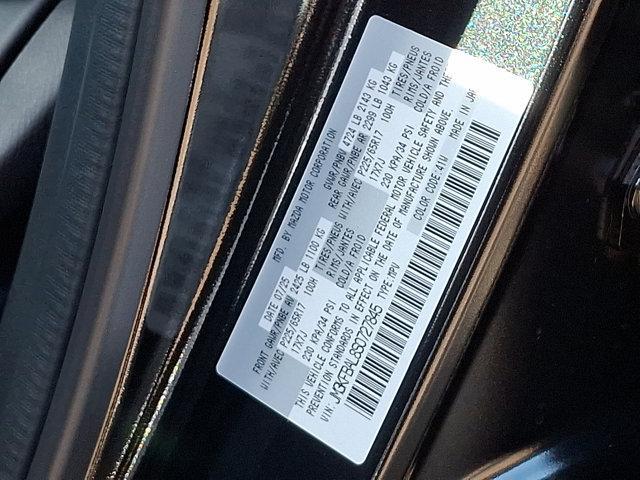 MFD. BY MAZDA MOTOR CORPORATION
DATE 07/25 GVWR/PNBV 4724 LB 2143 KG
FRONT GAWR/PNBE AV 2425 LB 1100 KG REAR GAWR/PNBE AR 2299 LB 1043 KG
WITH/AVEC P225/65R17 100H TIRES/PNEUS WITH/AVEC P225/65R17 100H TIRES/PNEUS
17X7J RIMS/JANTES 17X7J RIMS/JANTES
230 KPA/34 PSI COLD/A FROID 230 KPA/34 PSI COLD/A FROID
THIS VEHICLE CONFORMS TO ALL APPLICABLE FEDERAL MOTOR VEHICLE SAFETY AND THEFT
PREVENTION STANDARDS IN EFFECT ON THE DATE OF MANUFACTURE SHOWN ABOVE
VIN: TYPE:MPV COLOR CODE:41W MADE IN